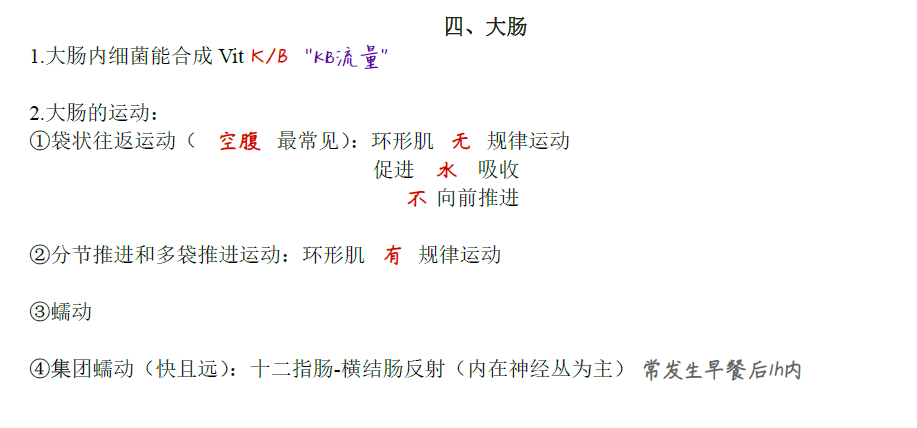 四、大肠
1.大肠内细菌能合成 Vit K/B “KB流量”
2.大肠的运动：
①袋状往返运动（ 空腹 最常见）：环形肌 无 规律运动
促进 水 吸收
不 向前推进
②分节推进和多袋推进运动：环形肌 有 规律运动
③蠕动
④集团蠕动（快且远）：十二指肠-横结肠反射（内在神经丛为主） 常发生早餐后1h内